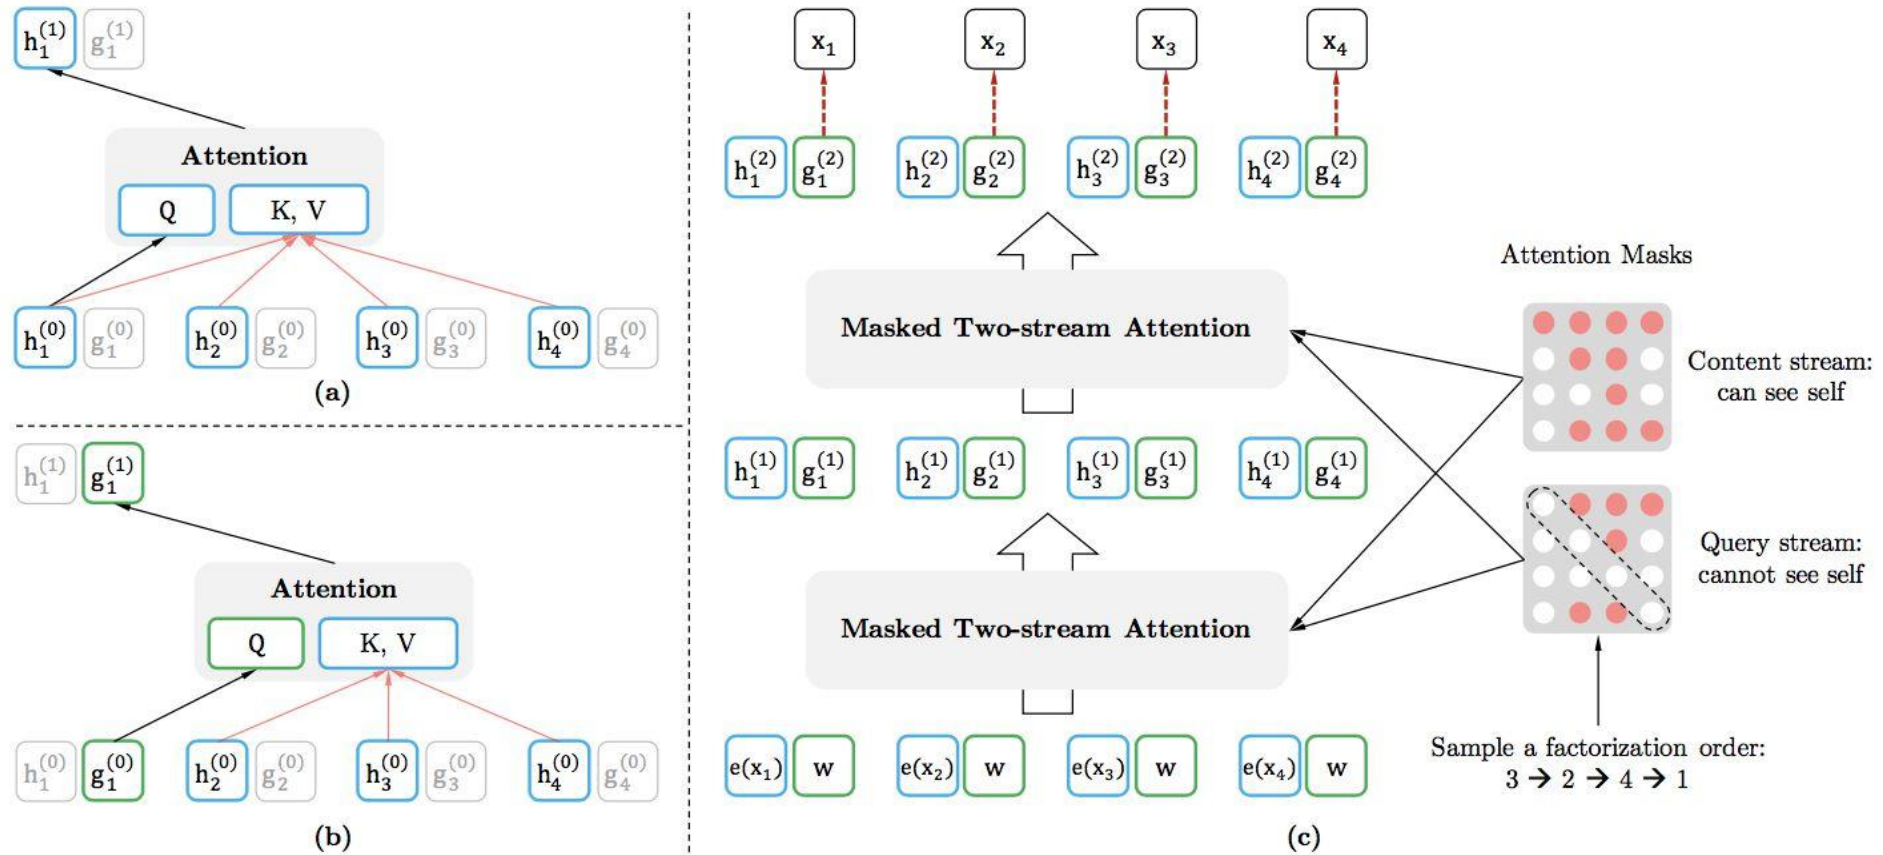 h₁⁽¹⁾ g₁⁽¹⁾
Attention
Q K, V
h₁⁽⁰⁾ g₁⁽⁰⁾ h₂⁽⁰⁾ g₂⁽⁰⁾ h₃⁽⁰⁾ g₃⁽⁰⁾ h₄⁽⁰⁾ g₄⁽⁰⁾
(a)
h₁⁽¹⁾ g₁⁽¹⁾
Attention
Q K, V
h₁⁽⁰⁾ g₁⁽⁰⁾ h₂⁽⁰⁾ g₂⁽⁰⁾ h₃⁽⁰⁾ g₃⁽⁰⁾ h₄⁽⁰⁾ g₄⁽⁰⁾
(b)
x₁ x₂ x₃ x₄
h₁⁽²⁾ g₁⁽²⁾ h₂⁽²⁾ g₂⁽²⁾ h₃⁽²⁾ g₃⁽²⁾ h₄⁽²⁾ g₄⁽²⁾
Masked Two-stream Attention
h₁⁽¹⁾ g₁⁽¹⁾ h₂⁽¹⁾ g₂⁽¹⁾ h₃⁽¹⁾ g₃⁽¹⁾ h₄⁽¹⁾ g₄⁽¹⁾
Masked Two-stream Attention
e(x₁) w e(x₂) w e(x₃) w e(x₄) w
Attention Masks
Content stream:
can see self
Query stream:
cannot see self
Sample a factorization order:
3 → 2 → 4 → 1
(c)